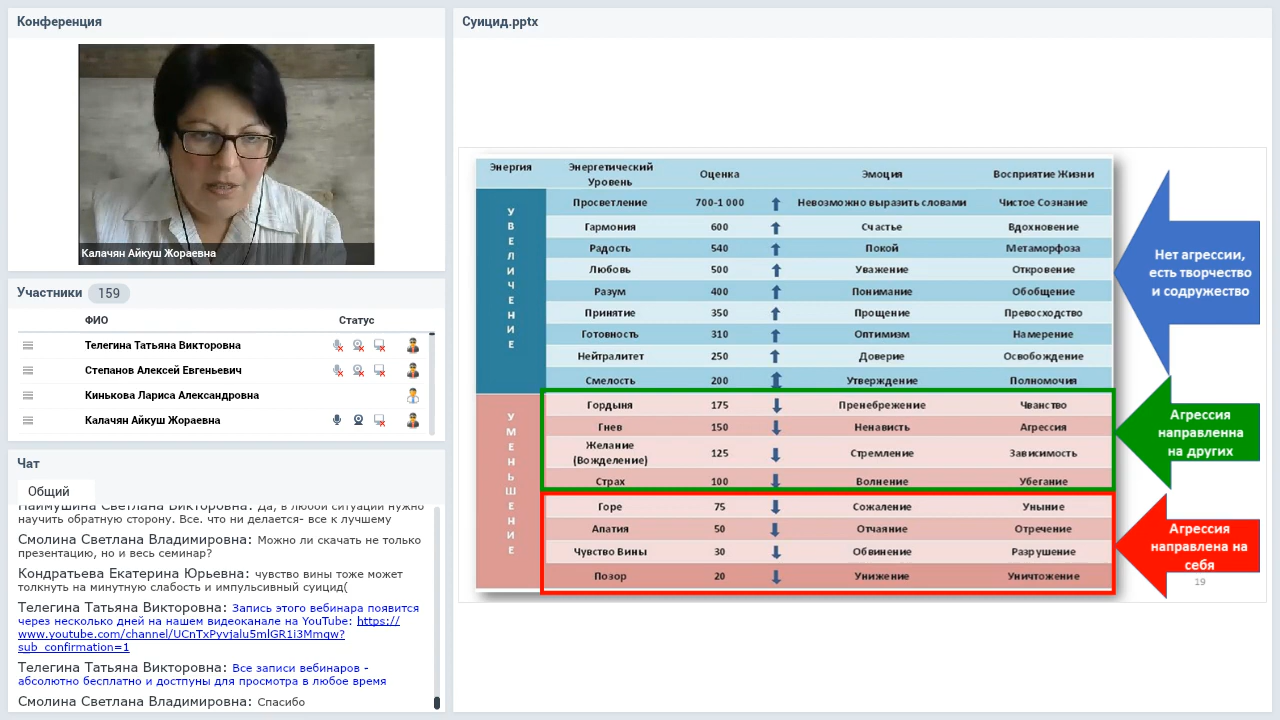 Конференция
Калачян Айкуш Жораевна
Участники 159
ФИО Статус
Телегина Татьяна Викторовна
Степанов Алексей Евгеньевич
Кинькова Лариса Александровна
Калачян Айкуш Жораевна
Чат
Общий
Наймушина Светлана Викторовна: Да, в любой ситуации нужно
научить обратную сторону. Все. что ни делается- все к лучшему
Смолина Светлана Владимировна: Можно ли скачать не только
презентацию, но и весь семинар?
Кондратьева Екатерина Юрьевна: чувство вины тоже может
толкнуть на минутную слабость и импульсивный суицид(
Телегина Татьяна Викторовна: Запись этого вебинара появится
через несколько дней на нашем видеоканале на YouTube: https://
www.youtube.com/channel/UCnTxPyvjalu5mlGR1i3Mmqw?
sub_confirmation=1
Телегина Татьяна Викторовна: Все записи вебинаров -
абсолютно бесплатно и достпуны для просмотра в любое время
Смолина Светлана Владимировна: Спасибо
Суицид.pptx
Энергия Энергетический Уровень Оценка Эмоция Восприятие Жизни
УВЕЛИЧЕНИЕ
Просветление 700-1 000 Невозможно выразить словами Чистое Сознание
Гармония 600 Счастье Вдохновение
Радость 540 Покой Метаморфоза
Любовь 500 Уважение Откровение
Разум 400 Понимание Обобщение
Принятие 350 Прощение Превосходство
Готовность 310 Оптимизм Намерение
Нейтралитет 250 Доверие Освобождение
Смелость 200 Утверждение Полномочия
УМЕНЬШЕНИЕ
Гордыня 175 Пренебрежение Чванство
Гнев 150 Ненависть Агрессия
Желание (Вожделение) 125 Стремление Зависимость
Страх 100 Волнение Убегание
Горе 75 Сожаление Уныние
Апатия 50 Отчаяние Отречение
Чувство Вины 30 Обвинение Разрушение
Позор 20 Унижение Уничтожение
Нет агрессии,
есть творчество
и содружество
Агрессия
направленна
на других
Агрессия
направлена на
себя
19